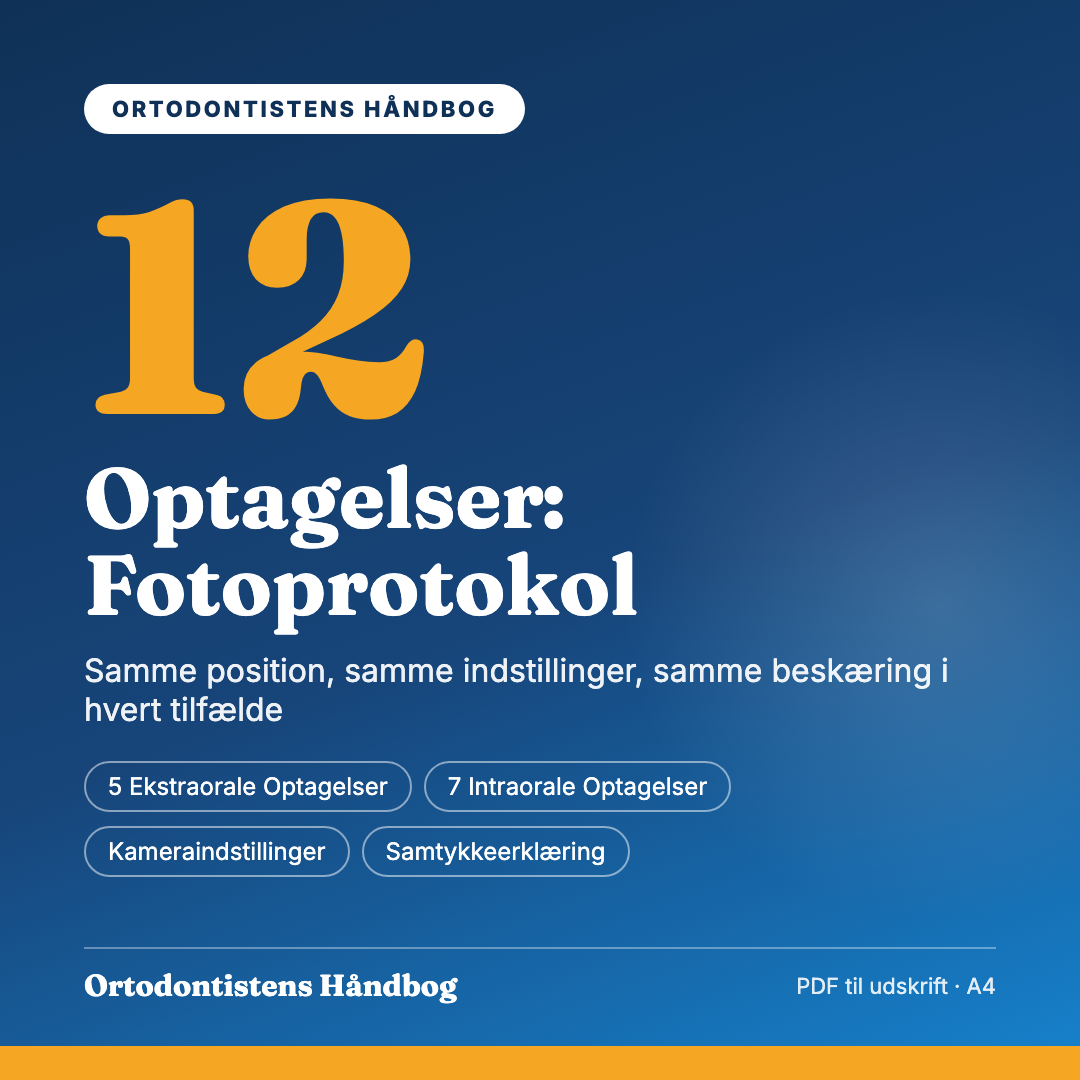 ORTODONTISTENS HÅNDBOG
12
Optagelser:
Fotoprotokol
Samme position, samme indstillinger, samme beskæring i
hvert tilfælde
5 Ekstraorale Optagelser
7 Intraorale Optagelser
Kameraindstillinger
Samtykkeerklæring
Ortodontistens Håndbog
PDF til udskrift · A4